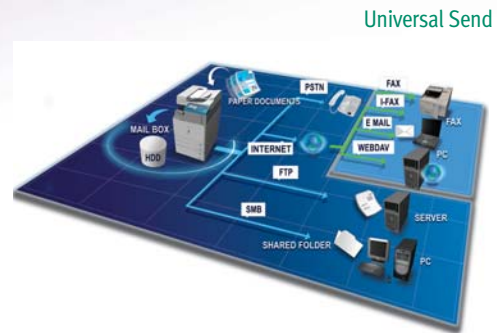 Universal Send
PSTN
FAX
PAPER DOCUMENTS
I-FAX
FAX
MAIL BOX
E MAIL
HDD
INTERNET
WEBDAV
PC
FTP
SERVER
SMB
SHARED FOLDER
PC